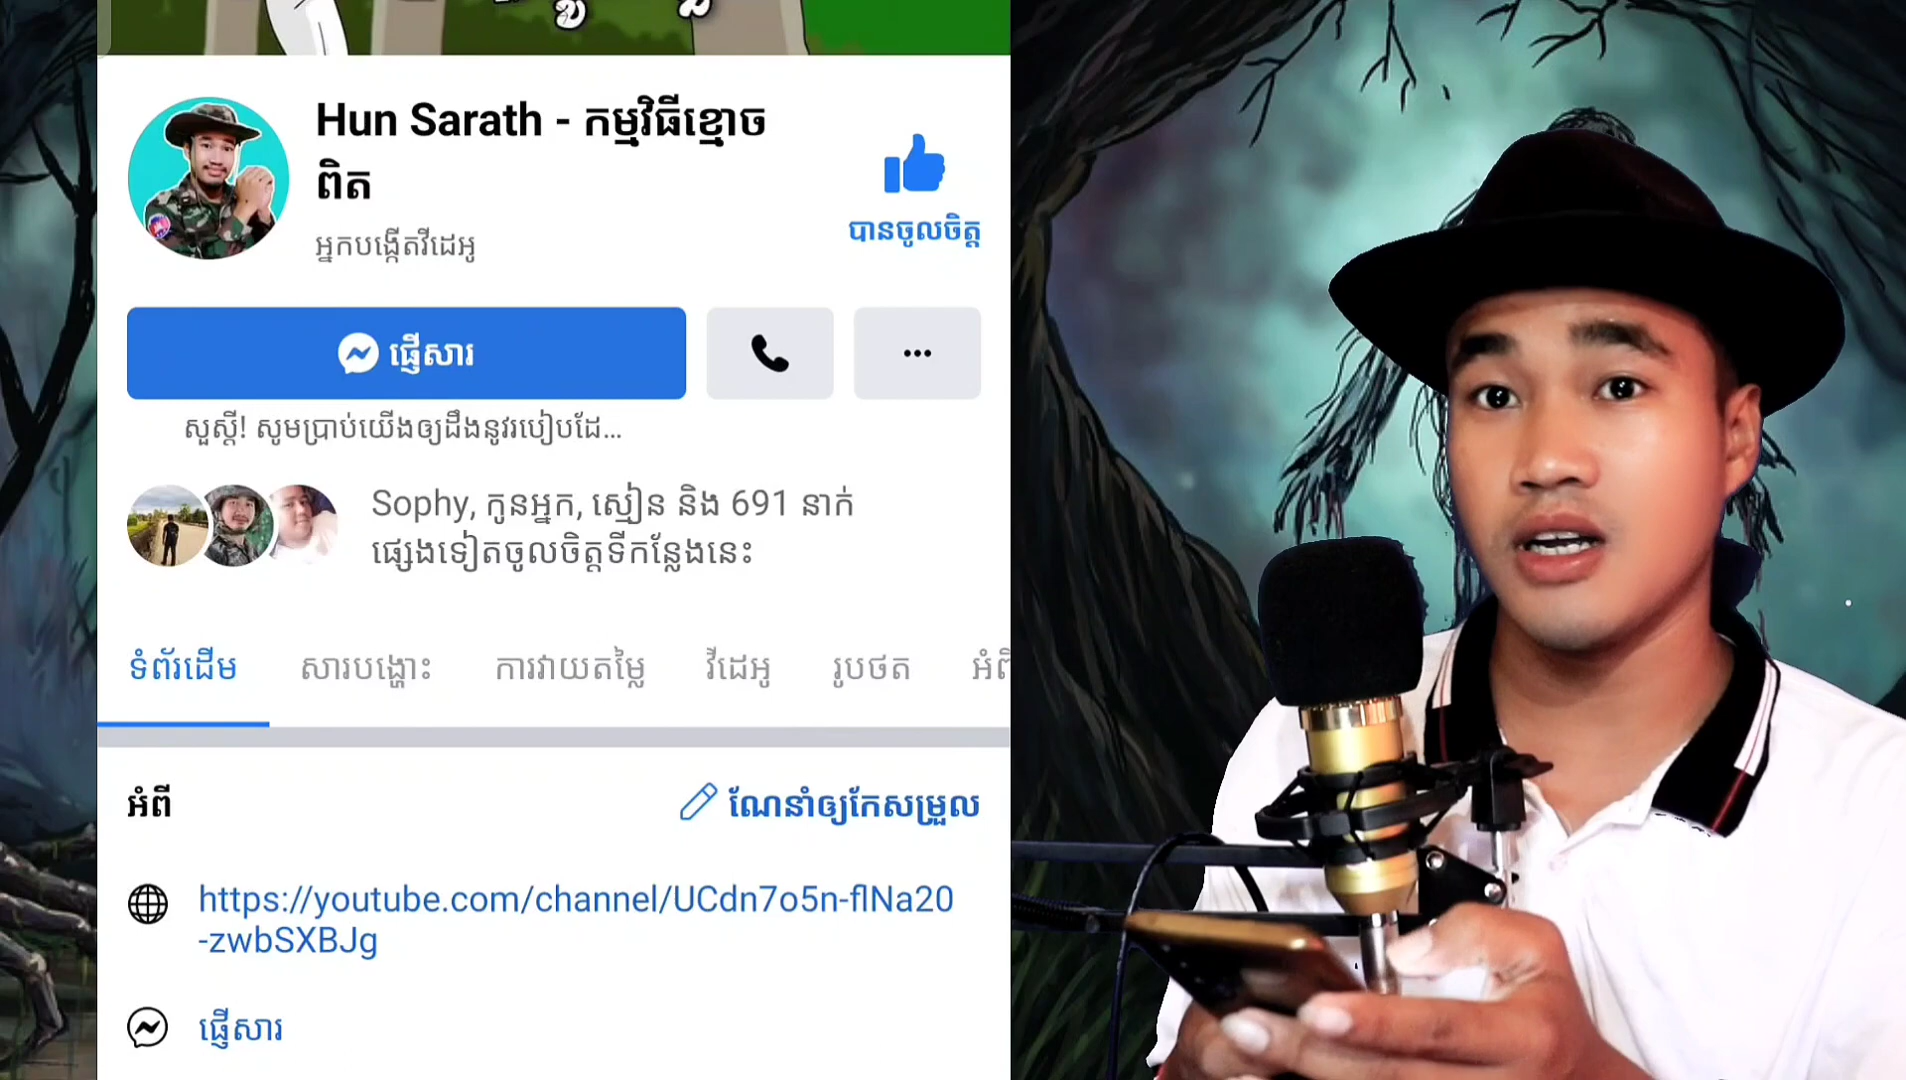 Hun Sarath - កម្មវិធីខ្មោច
ពិត
អ្នកបង្កើតវីដេអូ
បានចូលចិត្ត
ផ្ញើសារ
សួស្តី! សូមប្រាប់យើងឲ្យដឹងនូវរបៀបដែ...
Sophy, កូនអ្នក, ស្មៀន និង 691 នាក់
ផ្សេងទៀតចូលចិត្តទីកន្លែងនេះ
ទំព័រដើម សារបង្ហោះ ការវាយតម្លៃ វីដេអូ រូបថត អំពី
អំពី
ណែនាំឲ្យកែសម្រួល
https://youtube.com/channel/UCdn7o5n-flNa20
-zwbSXBJg
ផ្ញើសារ